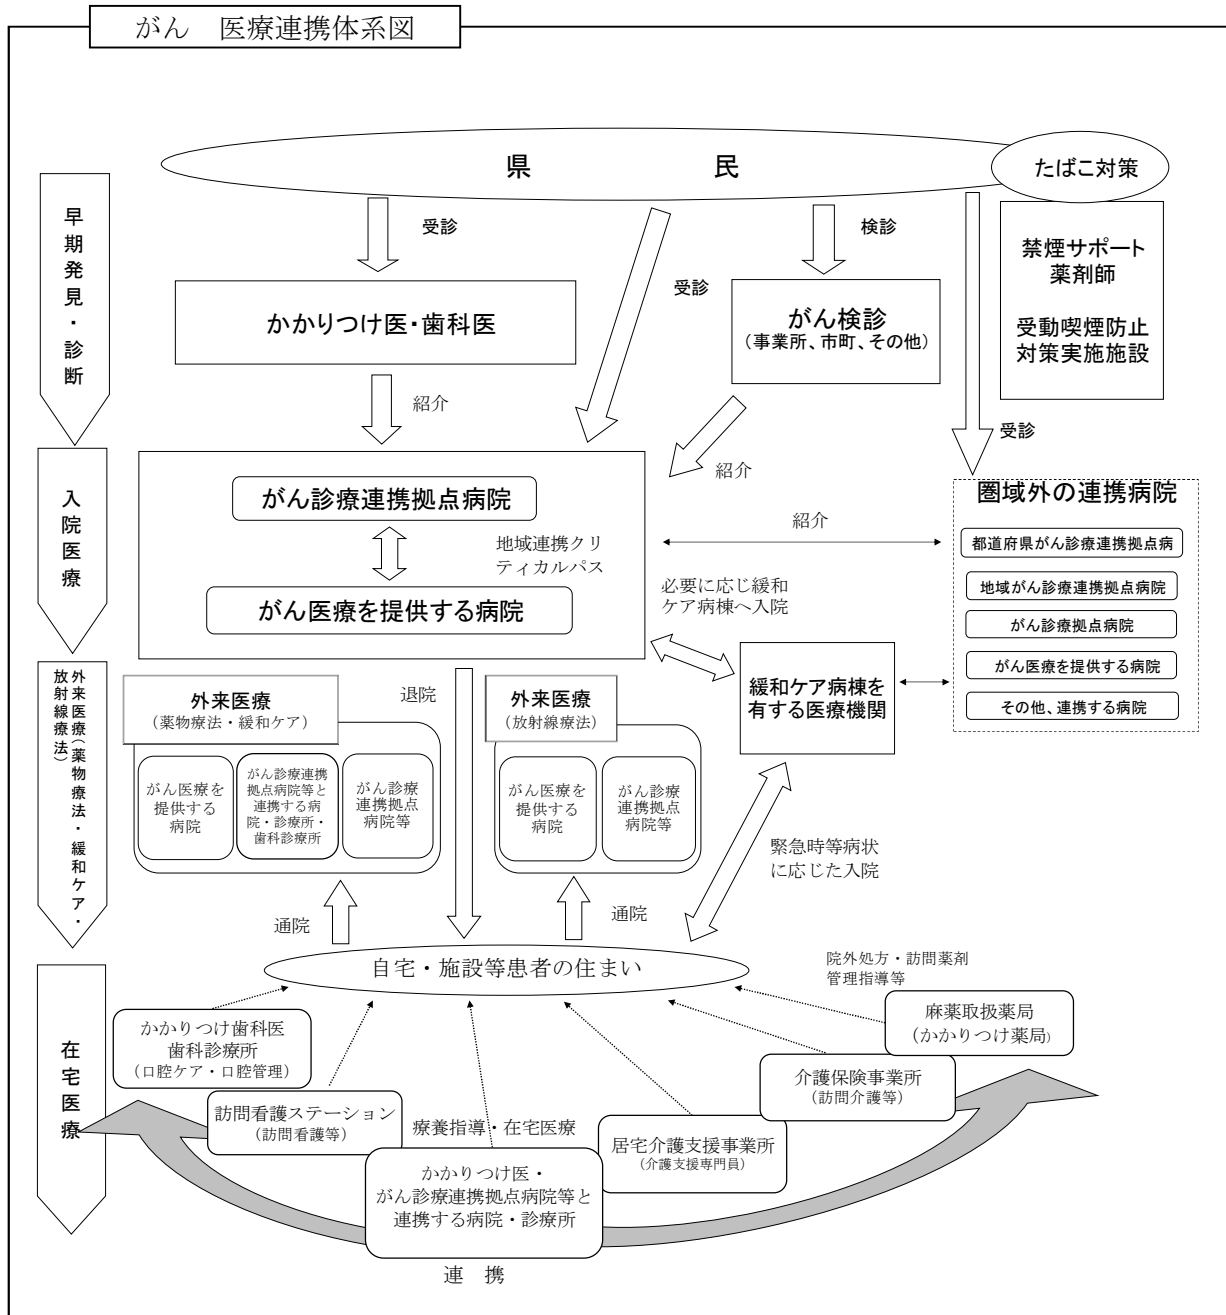 がん　医療連携体系図
県　民
たばこ対策
早期発見・診断
受診
受診
検診
禁煙サポート
薬剤師
受動喫煙防止
対策実施施設
かかりつけ医・歯科医
がん検診
（事業所、市町、その他）
紹介
紹介
受診
入院医療
がん診療連携拠点病院
地域連携クリ
ティカルパス
がん医療を提供する病院
紹介
圏域外の連携病院
都道府県がん診療連携拠点病
地域がん診療連携拠点病院
がん診療拠点病院
がん医療を提供する病院
その他、連携する病院
必要に応じ緩和
ケア病棟へ入院
緩和ケア病棟を
有する医療機関
外来医療（薬物療法・緩和ケア・
放射線療法）
外来医療
（薬物療法・緩和ケア）
がん医療を
提供する
病院
がん診療連携
拠点病院等と
連携する病
院・診療所・
歯科診療所
がん診療
連携拠点
病院等
退院
外来医療
（放射線療法）
がん医療を
提供する
病院
がん診療
連携拠点
病院等
緊急時等病状
に応じた入院
通院
通院
在宅医療
自宅・施設等患者の住まい
院外処方・訪問薬剤
管理指導等
かかりつけ歯科医
歯科診療所
（口腔ケア・口腔管理）
麻薬取扱薬局
（かかりつけ薬局）
訪問看護ステーション
（訪問看護等）
介護保険事業所
（訪問介護等）
療養指導・在宅医療
居宅介護支援事業所
（介護支援専門員）
かかりつけ医・
がん診療連携拠点病院等と
連携する病院・診療所
連　携